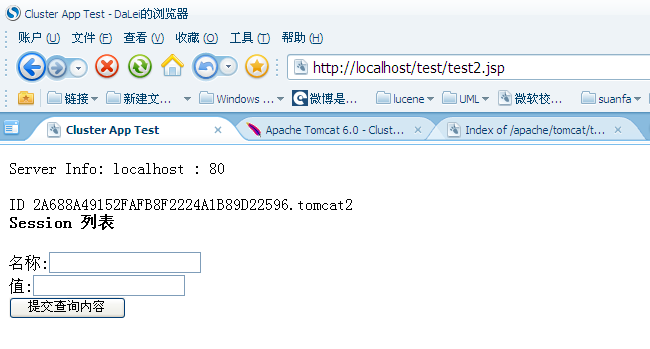 Cluster App Test - DaLei的浏览器
账户 (U) 文件 (F) 查看 (V) 收藏 (O) 工具 (T) 帮助 (H)
http://localhost/test/test2.jsp
链接 新建文... Windows ... 微博是... lucene UML 微软校... suanfa
Cluster App Test Apache Tomcat 6.0 - Clust... Index of /apache/tomcat/t...
Server Info: localhost : 80
ID 2A688A49152FAFB8F2224A1B89D22596.tomcat2
Session 列表
名称:
值:
提交查询内容